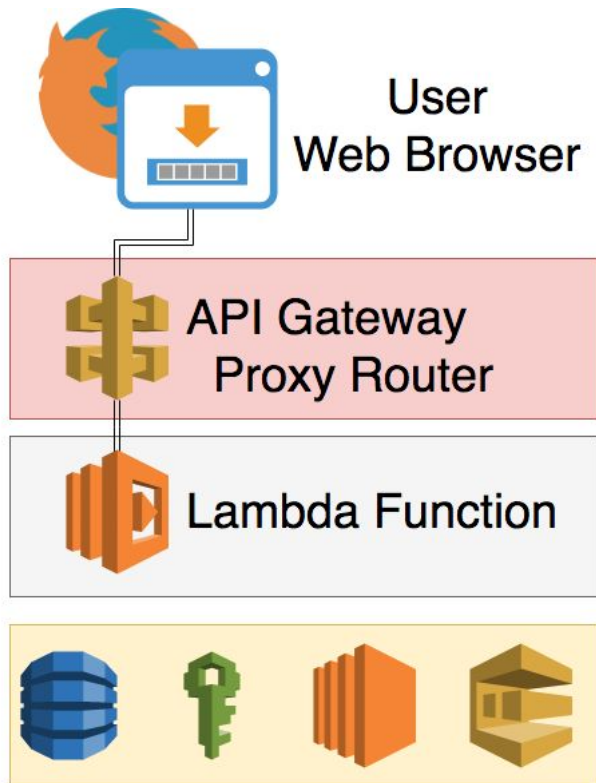 User
Web Browser
API Gateway
Proxy Router
Lambda Function